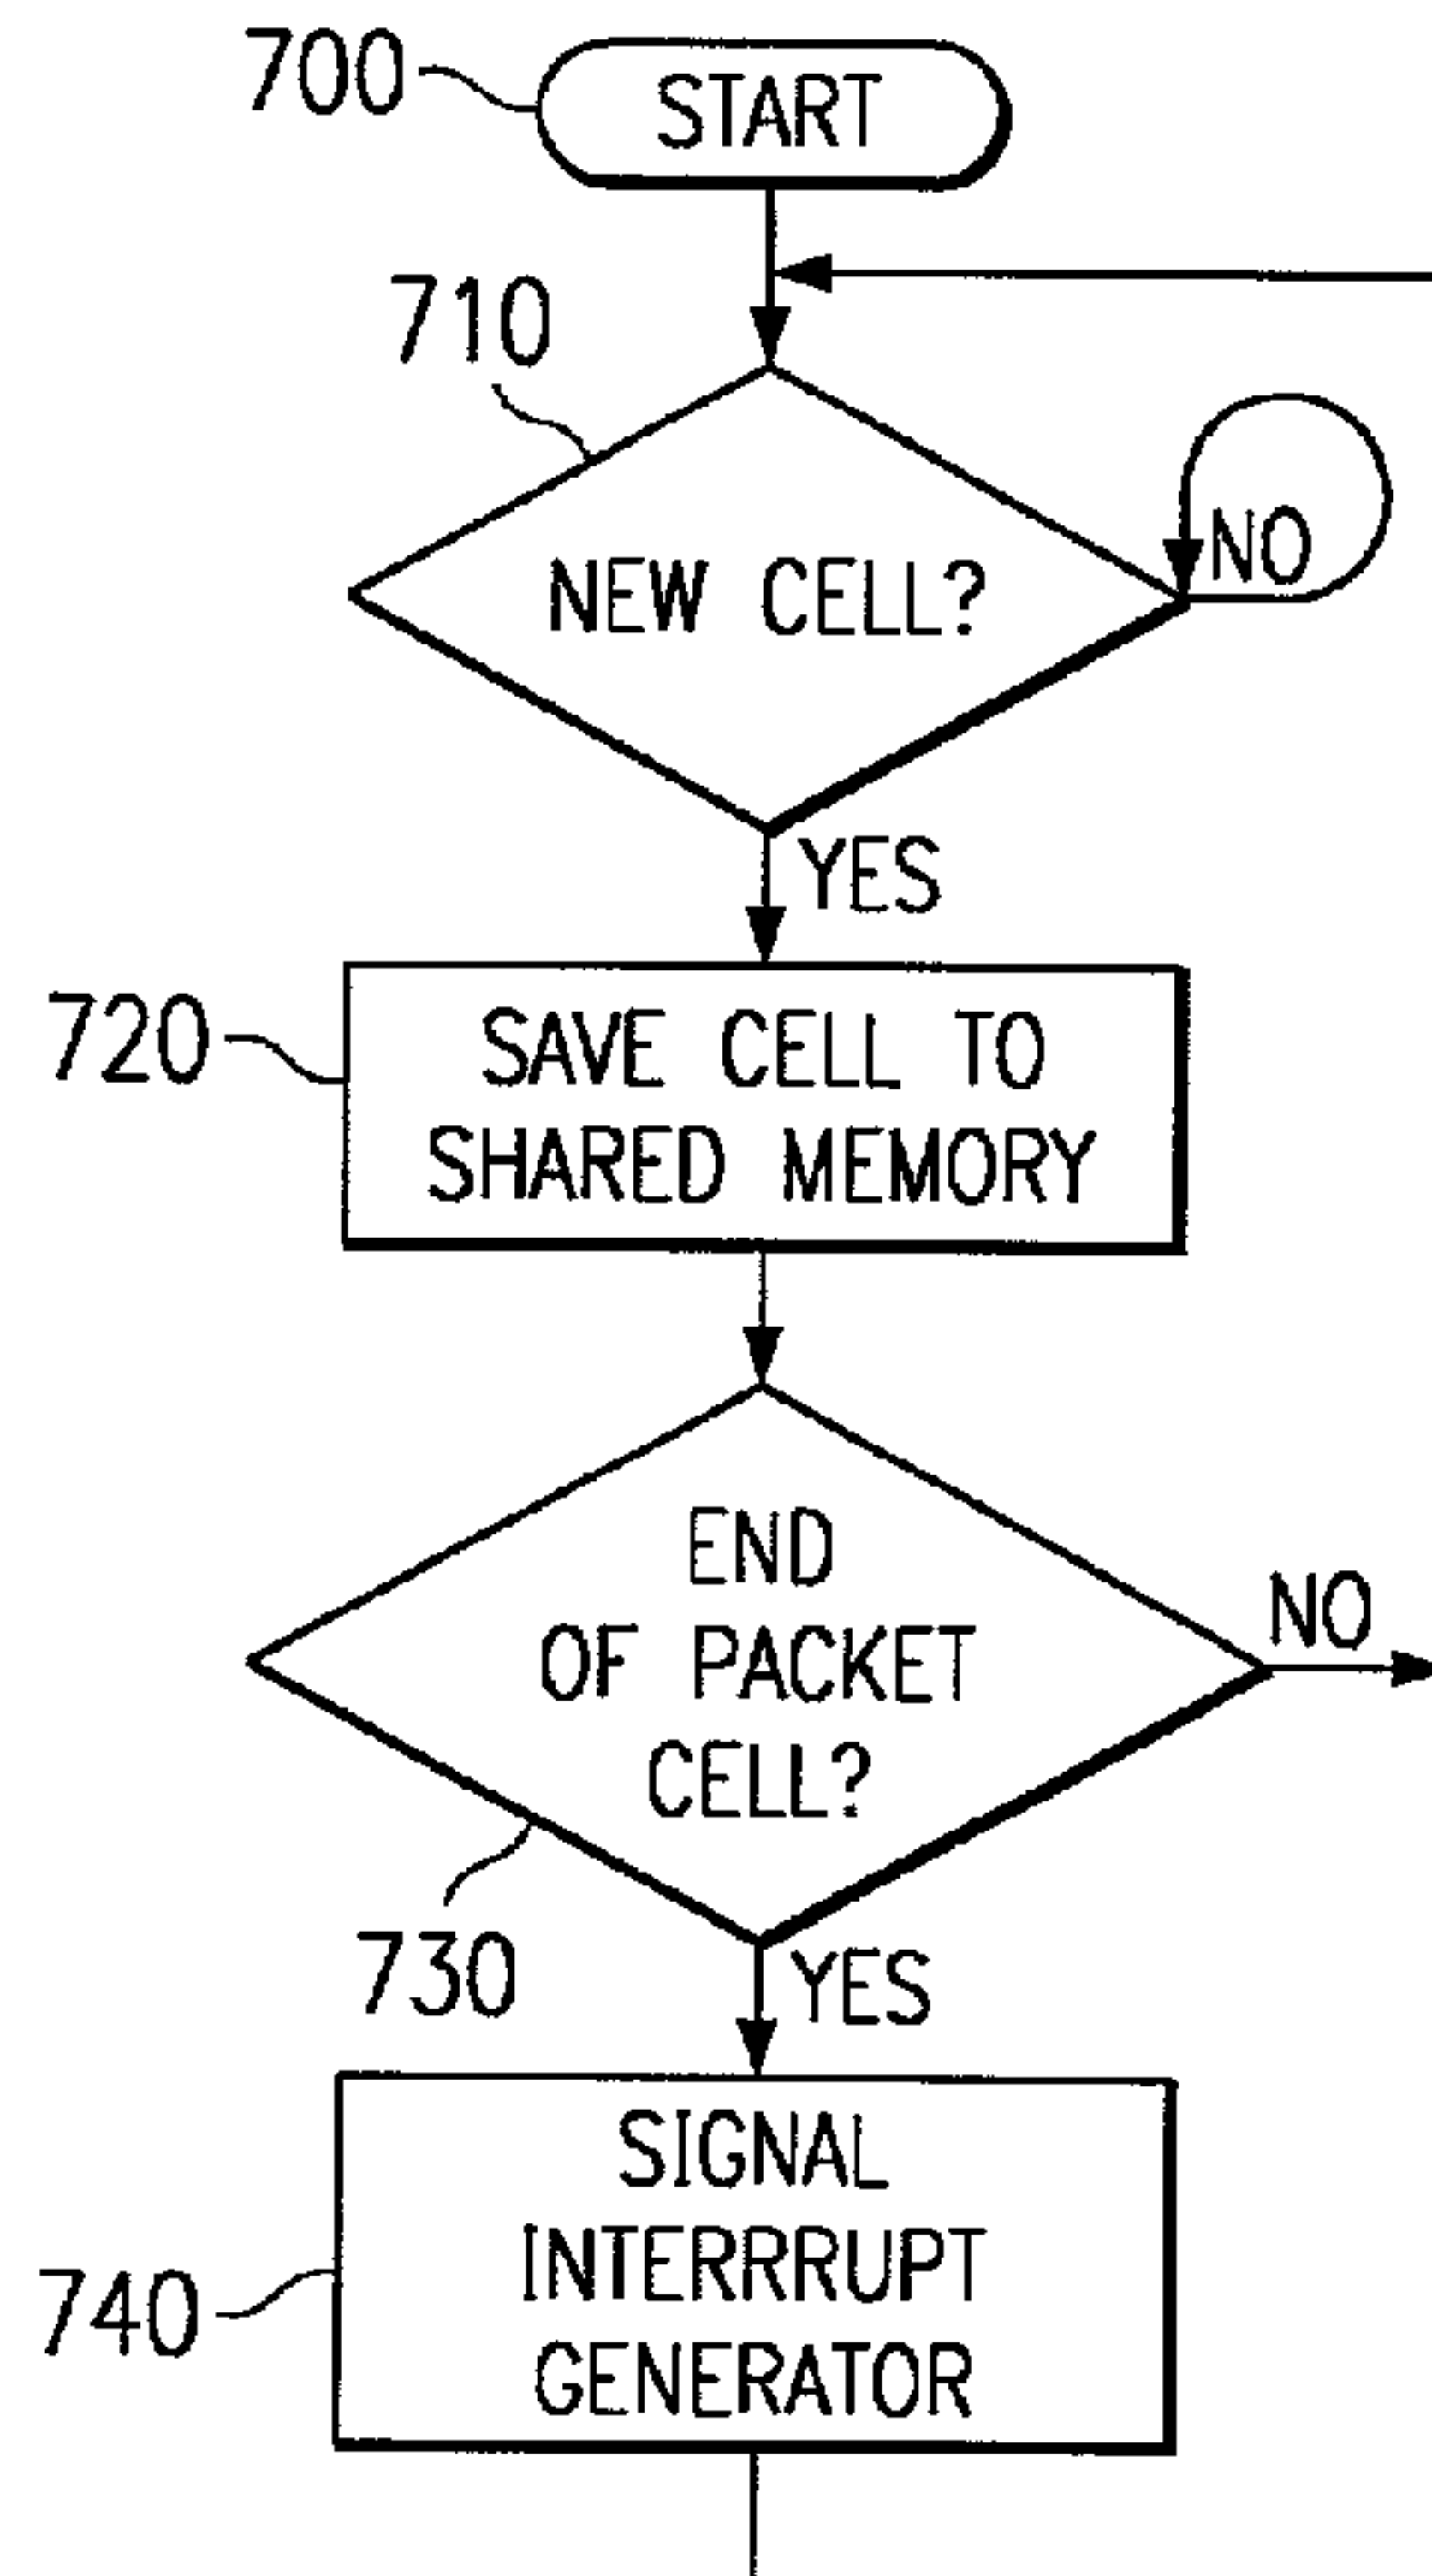 700
START
710
NEW CELL?
NO
YES
720
SAVE CELL TO
SHARED MEMORY
END
OF PACKET
CELL?
NO
730
YES
SIGNAL
INTERRRUPT
GENERATOR
740